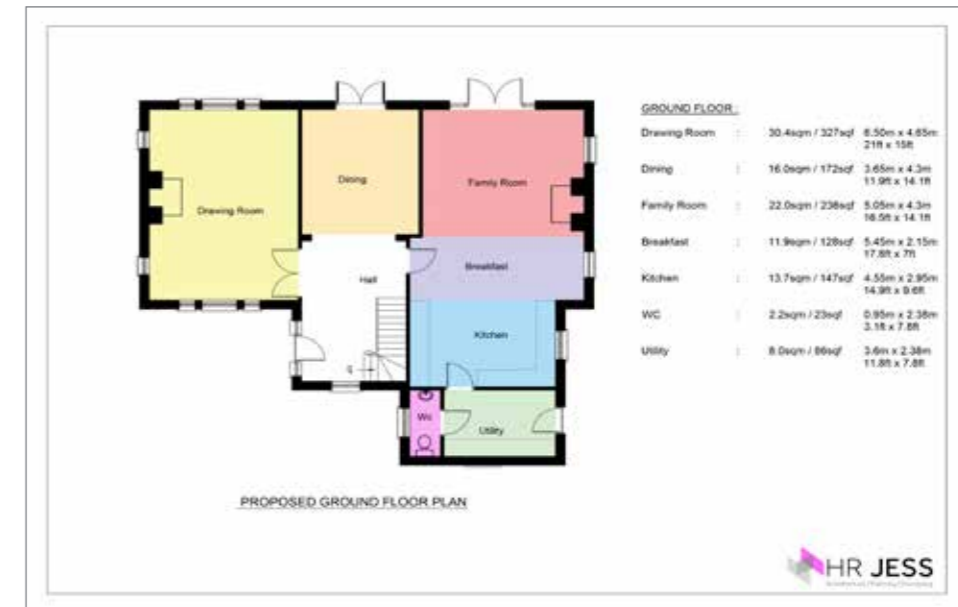 GROUND FLOOR :
Drawing Room : 30.4sqm / 327sqf 6.50m x 4.65m
21ft x 15ft
Dining : 16.0sqm / 172sqf 3.65m x 4.3m
11.9ft x 14.1ft
Family Room : 22.0sqm / 236sqf 5.05m x 4.3m
16.5ft x 14.1ft
Breakfast : 11.9sqm / 128sqf 5.45m x 2.15m
17.8ft x 7ft
Kitchen : 13.7sqm / 147sqf 4.55m x 2.95m
14.9ft x 9.6ft
WC : 2.2sqm / 23sqf 0.95m x 2.38m
3.1ft x 7.8ft
Utility : 8.0sqm / 86sqf 3.6m x 2.38m
11.8ft x 7.8ft
Dining
Family Room
Drawing Room
Hall
Breakfast
Kitchen
Wc
Utility
PROPOSED GROUND FLOOR PLAN
HR JESS